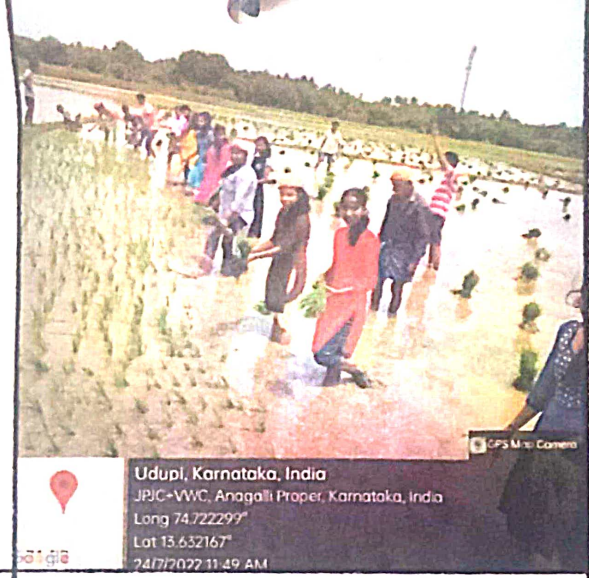 GPS Map Camera
Udupi, Karnataka, India
JPJC+VWC, Anagalli Proper, Karnataka, India
Long 74.722299°
Lat 13.632167°
24/7/2022 11:49 AM
Google